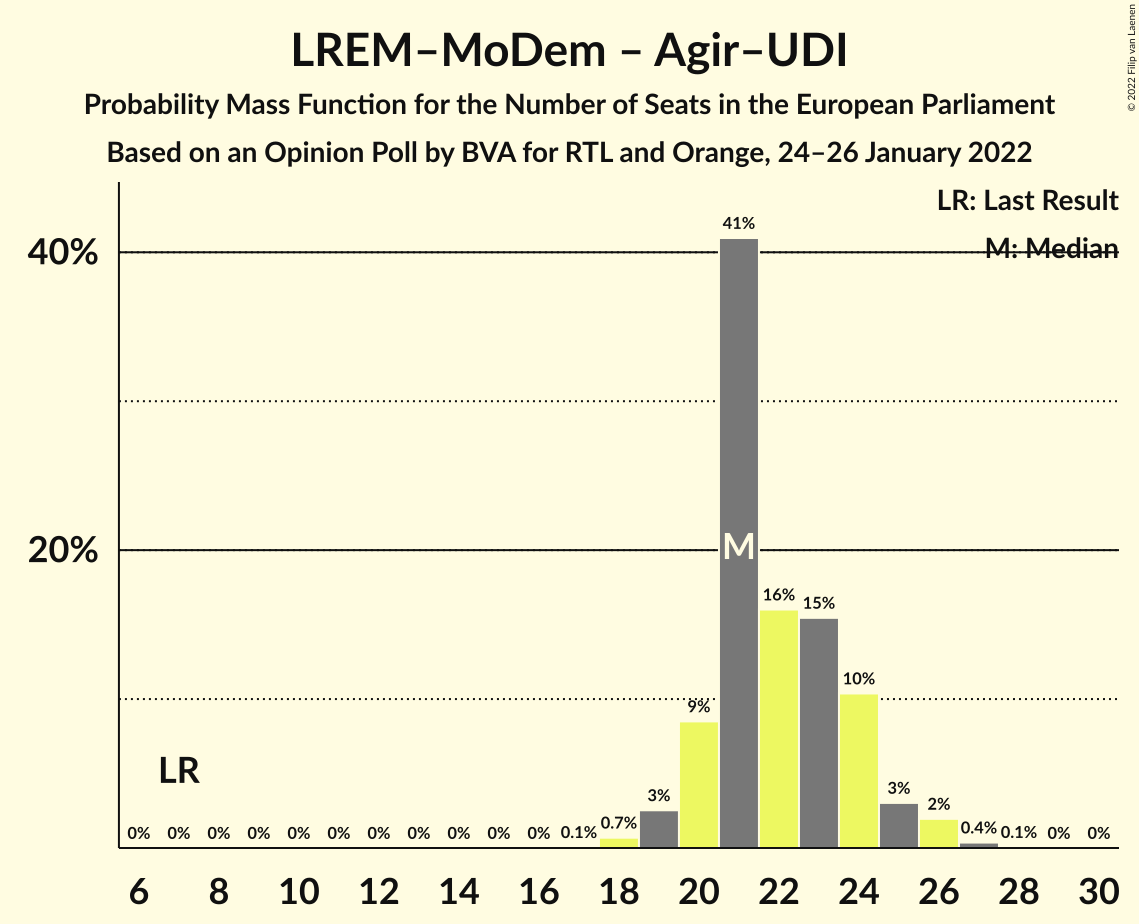 LREM–MoDem – Agir–UDI
Probability Mass Function for the Number of Seats in the European Parliament
Based on an Opinion Poll by BVA for RTL and Orange, 24–26 January 2022
© 2022 Filip van Laenen
LR: Last Result
M: Median
40%
20%
41%
M
16%
15%
10%
9%
LR
3%
3%
2%
0% 0% 0% 0% 0% 0% 0% 0% 0% 0% 0% 0.1% 0.7% 0.4% 0.1% 0% 0%
6 8 10 12 14 16 18 20 22 24 26 28 30